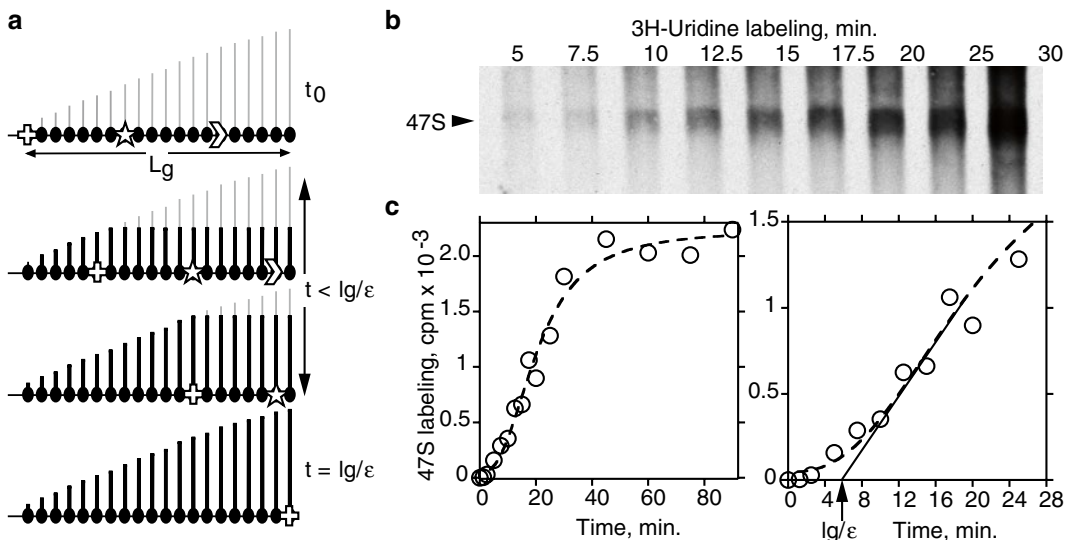 a
t0
Lg
t < lg/ε
t = lg/ε
b
3H-Uridine labeling, min.
5 7.5 10 12.5 15 17.5 20 25 30
47S
c
47S labeling, cpm x 10-3
2.0
1.5
1
0.5
0
0 20 40 60 80
Time, min.
1.5
1
0.5
0
0 4 8 12 16 20 24 28
lg/ε
Time, min.